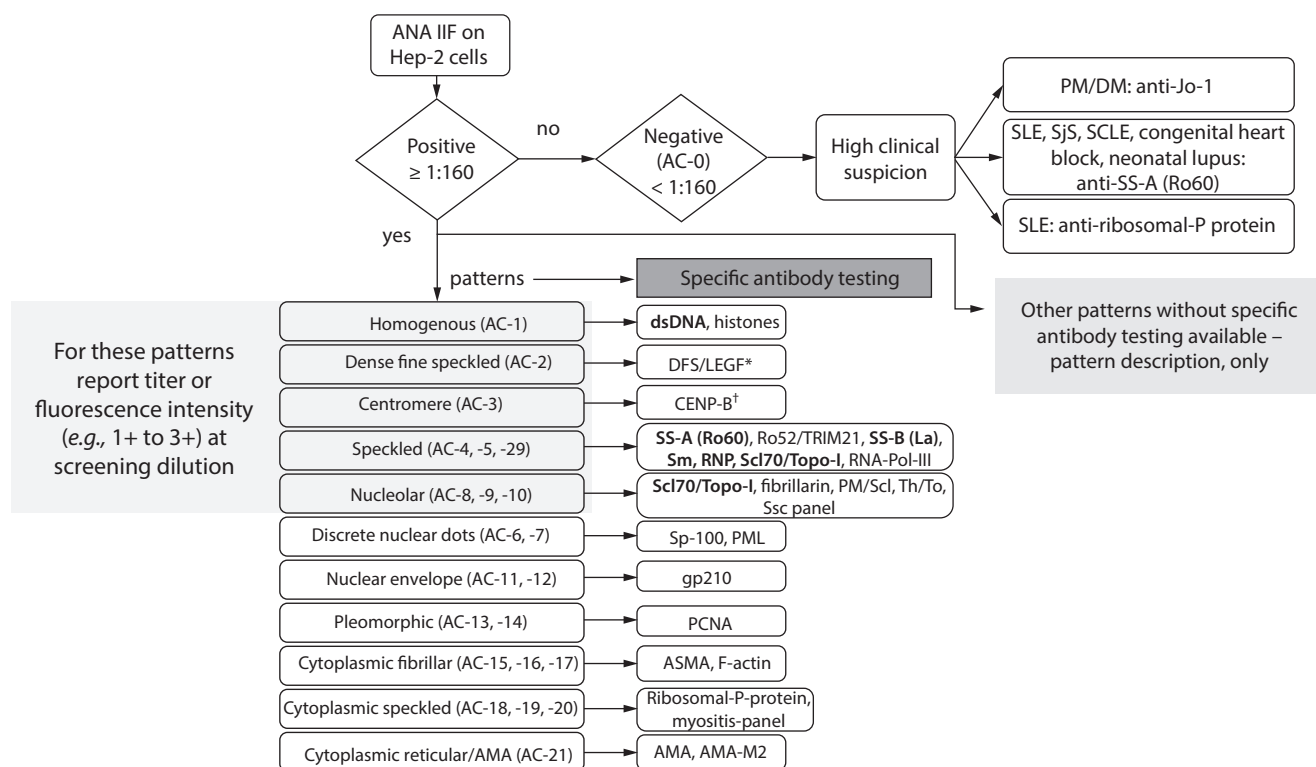 ANA IIF on
Hep-2 cells
Positive
≥ 1:160
no
Negative
(AC-0)
< 1:160
High clinical
suspicion
PM/DM: anti-Jo-1
SLE, SjS, SCLE, congenital heart
block, neonatal lupus:
anti-SS-A (Ro60)
SLE: anti-ribosomal-P protein
yes
patterns
Specific antibody testing
Other patterns without specific
antibody testing available –
pattern description, only
For these patterns
report titer or
fluorescence intensity
(e.g., 1+ to 3+) at
screening dilution
Homogenous (AC-1)
dsDNA, histones
Dense fine speckled (AC-2)
DFS/LEGF*
Centromere (AC-3)
CENP-B†
Speckled (AC-4, -5, -29)
SS-A (Ro60), Ro52/TRIM21, SS-B (La),
Sm, RNP, Scl70/Topo-I, RNA-Pol-III
Nucleolar (AC-8, -9, -10)
Scl70/Topo-I, fibrillarin, PM/Scl, Th/To,
Ssc panel
Discrete nuclear dots (AC-6, -7)
Sp-100, PML
Nuclear envelope (AC-11, -12)
gp210
Pleomorphic (AC-13, -14)
PCNA
Cytoplasmic fibrillar (AC-15, -16, -17)
ASMA, F-actin
Cytoplasmic speckled (AC-18, -19, -20)
Ribosomal-P-protein,
myositis-panel
Cytoplasmic reticular/AMA (AC-21)
AMA, AMA-M2